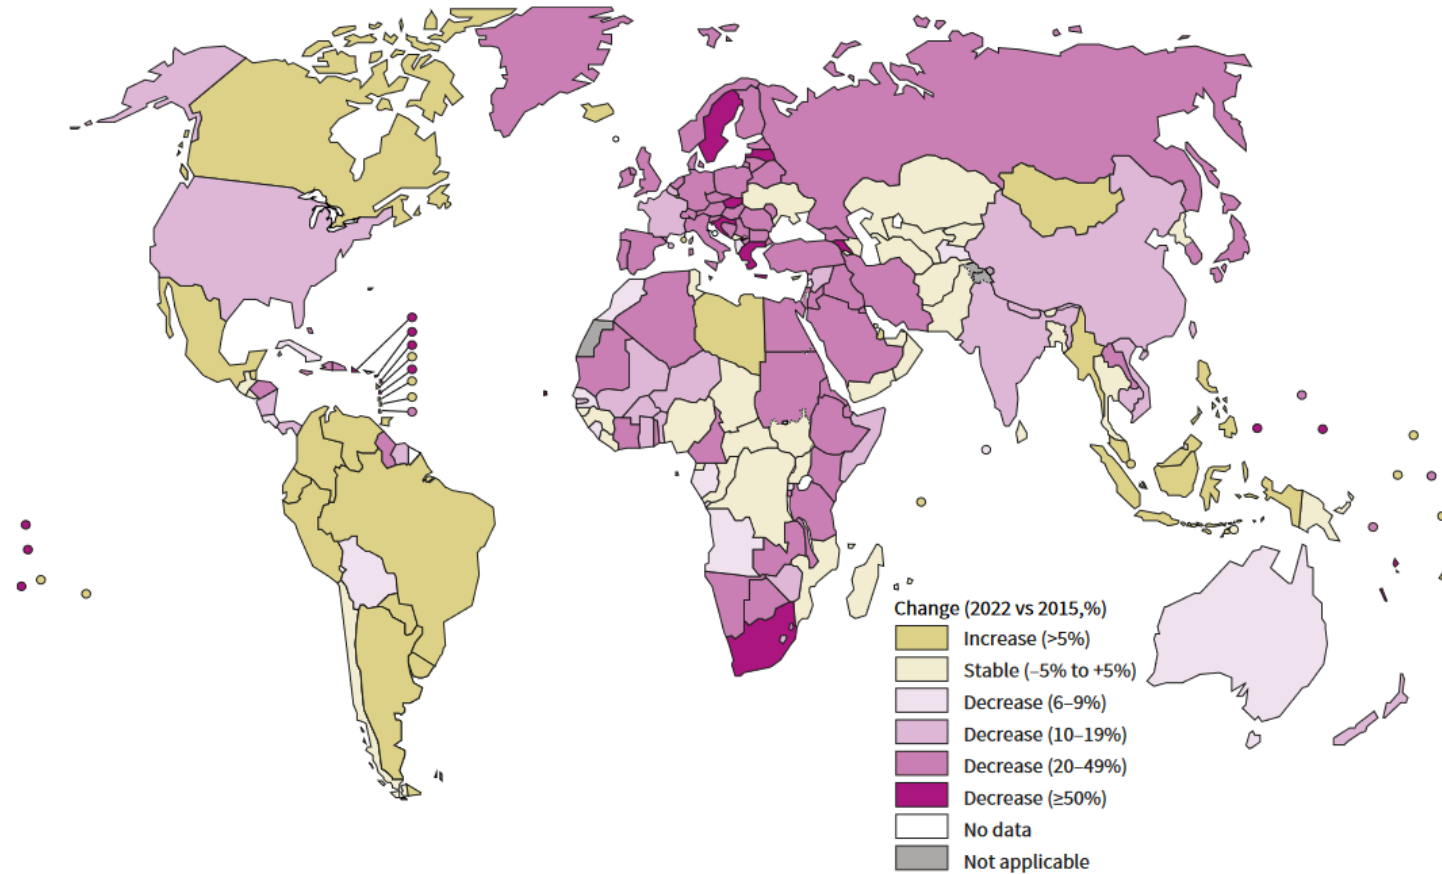 Change (2022 vs 2015,%)
Increase (>5%)
Stable (–5% to +5%)
Decrease (6–9%)
Decrease (10–19%)
Decrease (20–49%)
Decrease (≥50%)
No data
Not applicable